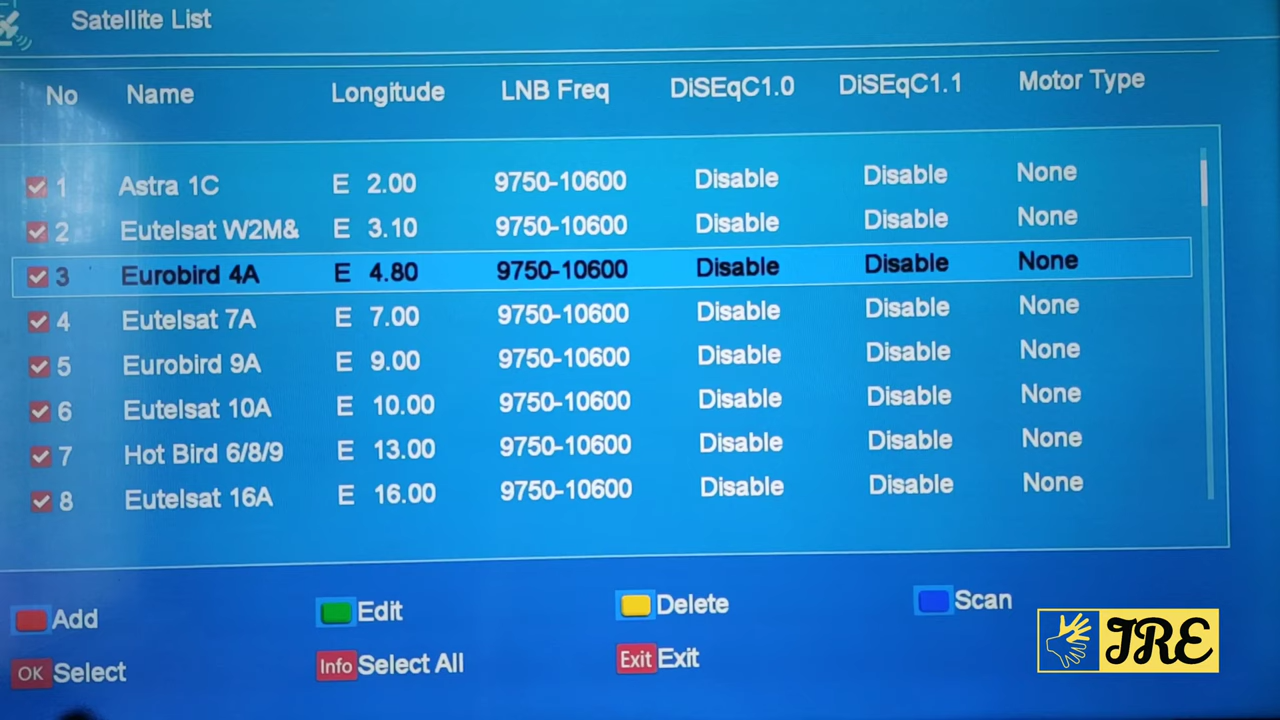 Satellite List
No Name Longitude LNB Freq DiSEqC1.0 DiSEqC1.1 Motor Type
1 Astra 1C E 2.00 9750-10600 Disable Disable None
2 Eutelsat W2M& E 3.10 9750-10600 Disable Disable None
3 Eurobird 4A E 4.80 9750-10600 Disable Disable None
4 Eutelsat 7A E 7.00 9750-10600 Disable Disable None
5 Eurobird 9A E 9.00 9750-10600 Disable Disable None
6 Eutelsat 10A E 10.00 9750-10600 Disable Disable None
7 Hot Bird 6/8/9 E 13.00 9750-10600 Disable Disable None
8 Eutelsat 16A E 16.00 9750-10600 Disable Disable None
Add Edit Delete Scan
OK Select Info Select All Exit Exit
JRE